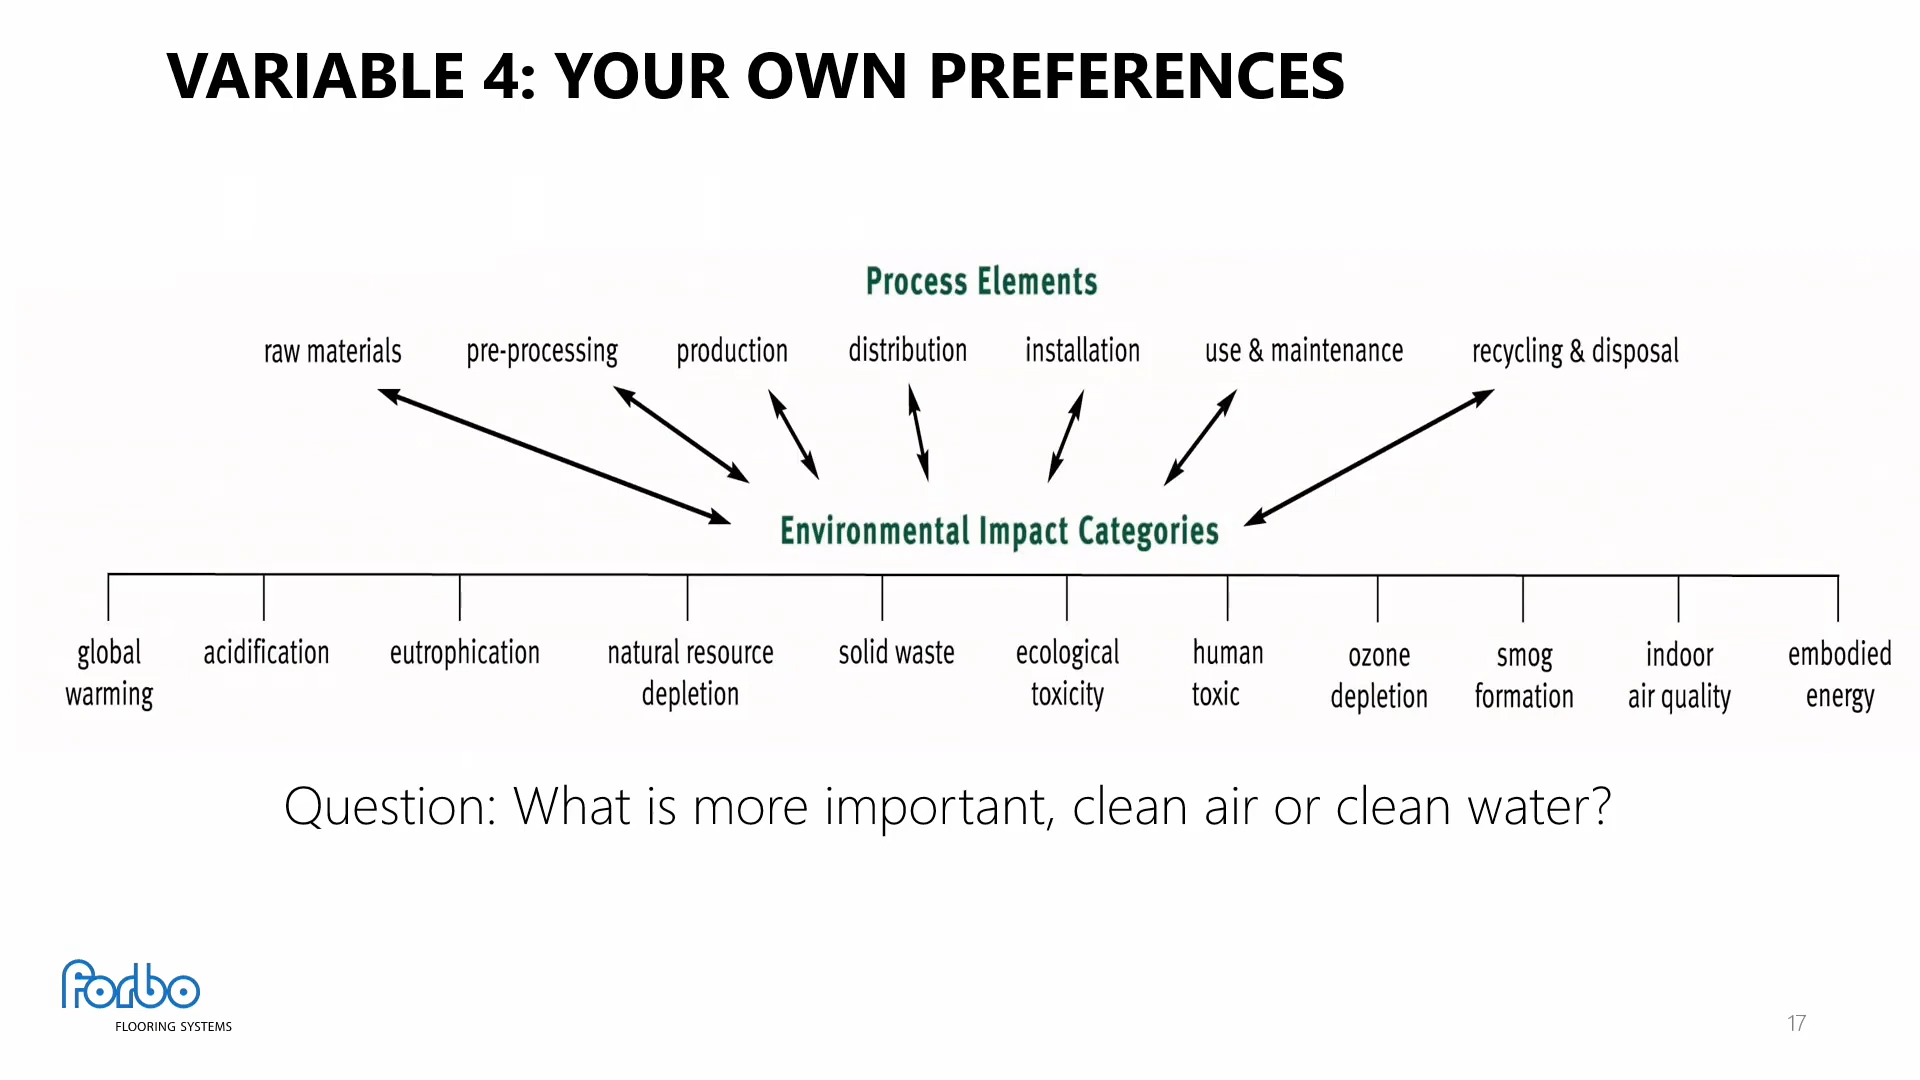 VARIABLE 4: YOUR OWN PREFERENCES
Process Elements
raw materials
pre-processing
production
distribution
installation
use & maintenance
recycling & disposal
Environmental Impact Categories
global
warming
acidification
eutrophication
natural resource
depletion
solid waste
ecological
toxicity
human
toxic
ozone
depletion
smog
formation
indoor
air quality
embodied
energy
Question: What is more important, clean air or clean water?
forbo
FLOORING SYSTEMS
17